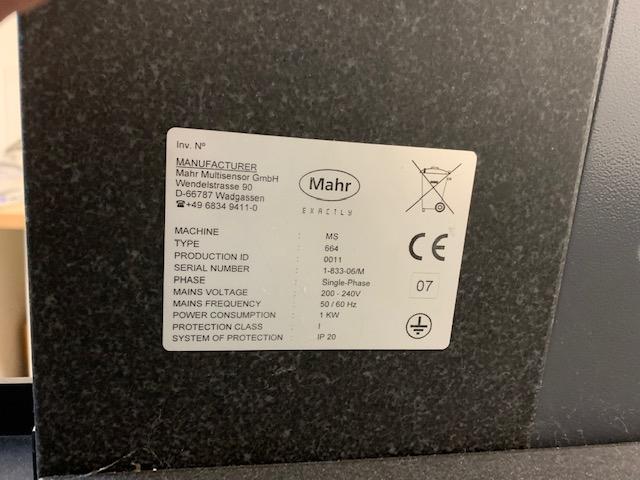 Inv. Nº
MANUFACTURER
Mahr Multisensor GmbH
Wendelstrasse 90
D-66787 Wadgassen
☎+49 6834 9411-0
Mahr
EXACTLY
MACHINE : MS
TYPE : 664
PRODUCTION ID : 0011
SERIAL NUMBER : 1-833-06/M
PHASE : Single-Phase
MAINS VOLTAGE : 200 - 240V
MAINS FREQUENCY : 50 / 60 Hz
POWER CONSUMPTION : 1 KW
PROTECTION CLASS : I
SYSTEM OF PROTECTION : IP 20
CE
07